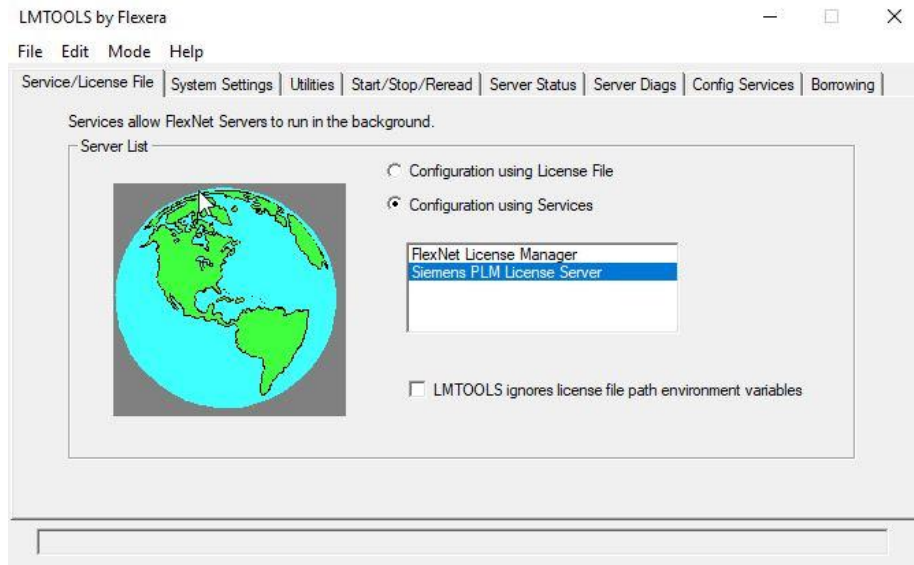 LMTOOLS by Flexera
File Edit Mode Help
Service/License File System Settings Utilities Start/Stop/Reread Server Status Server Diags Config Services Borrowing
Services allow FlexNet Servers to run in the background.
Server List
Configuration using License File
Configuration using Services
FlexNet License Manager
Siemens PLM License Server
LMTOOLS ignores license file path environment variables